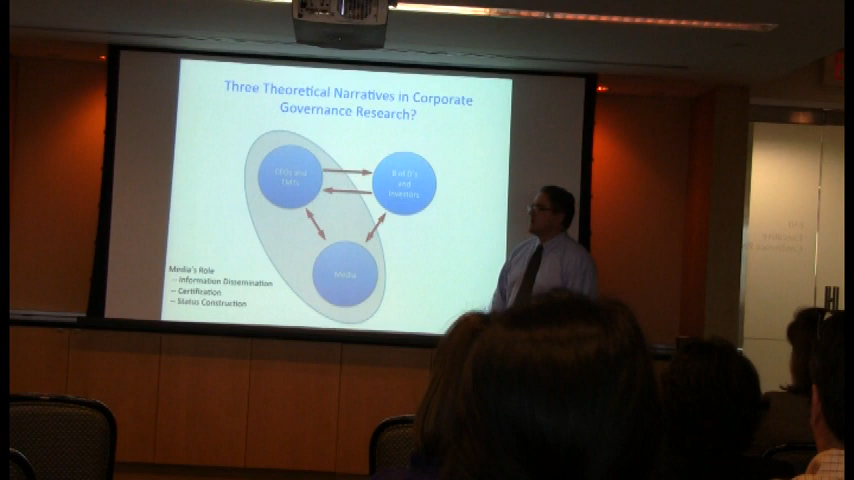 Three Theoretical Narratives in Corporate
Governance Research?
CEOs and
TMTs
B of D's
and
Investors
Media
Media's Role
-- Information Dissemination
-- Certification
-- Status Construction